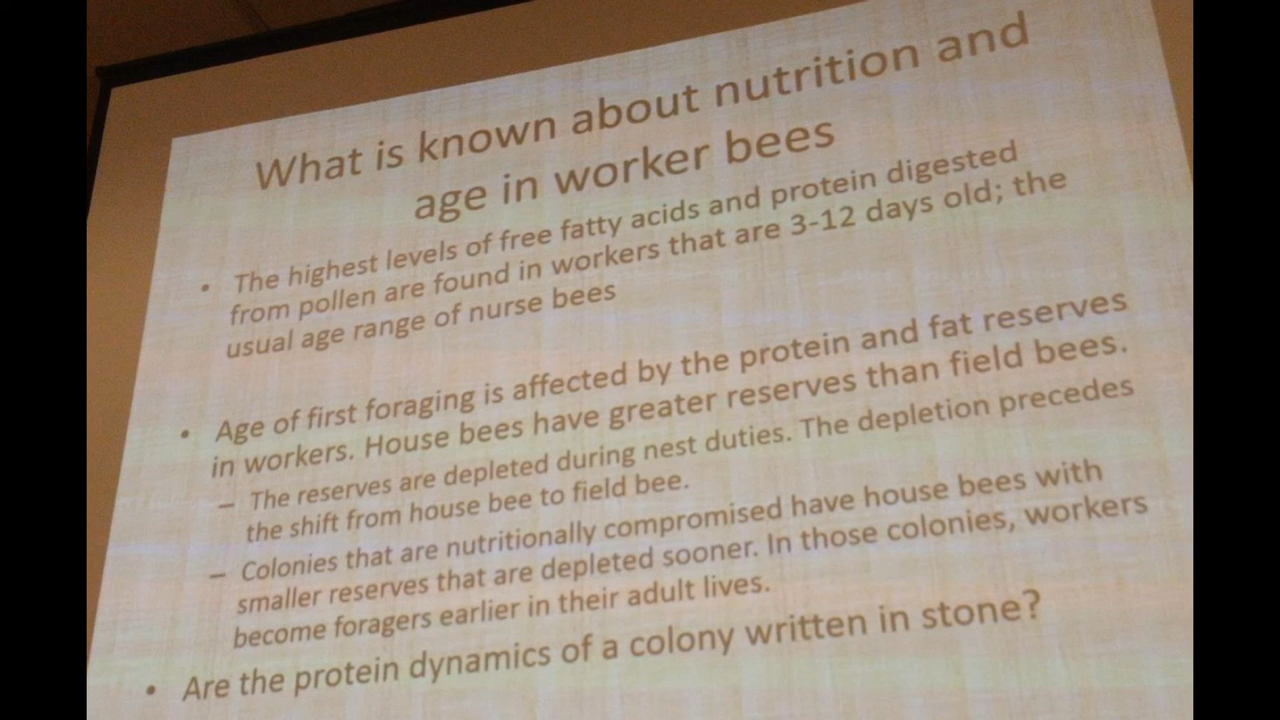 What is known about nutrition and
age in worker bees
• The highest levels of free fatty acids and protein digested
from pollen are found in workers that are 3-12 days old; the
usual age range of nurse bees
• Age of first foraging is affected by the protein and fat reserves
in workers. House bees have greater reserves than field bees.
– The reserves are depleted during nest duties. The depletion precedes
the shift from house bee to field bee.
– Colonies that are nutritionally compromised have house bees with
smaller reserves that are depleted sooner. In those colonies, workers
become foragers earlier in their adult lives.
• Are the protein dynamics of a colony written in stone?